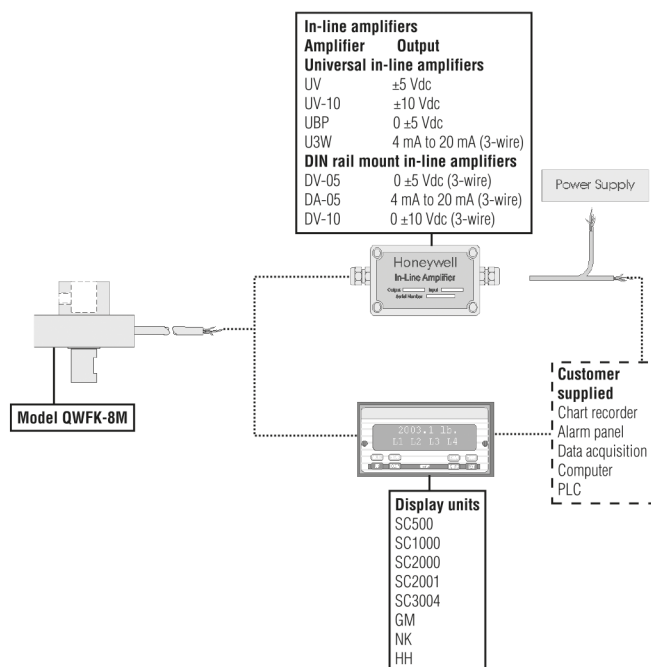 In-line amplifiers
Amplifier Output
Universal in-line amplifiers
UV ±5 Vdc
UV-10 ±10 Vdc
UBP 0 ±5 Vdc
U3W 4 mA to 20 mA (3-wire)
DIN rail mount in-line amplifiers
DV-05 0 ±5 Vdc (3-wire)
DA-05 4 mA to 20 mA (3-wire)
DV-10 0 ±10 Vdc (3-wire)
Power Supply
Honeywell
In-Line Amplifier
Output Input
Serial Number
Model QWFK-8M
2003.1 lb.
L1 L2 L3 L4
Customer
supplied
Chart recorder
Alarm panel
Data acquisition
Computer
PLC
Display units
SC500
SC1000
SC2000
SC2001
SC3004
GM
NK
HH